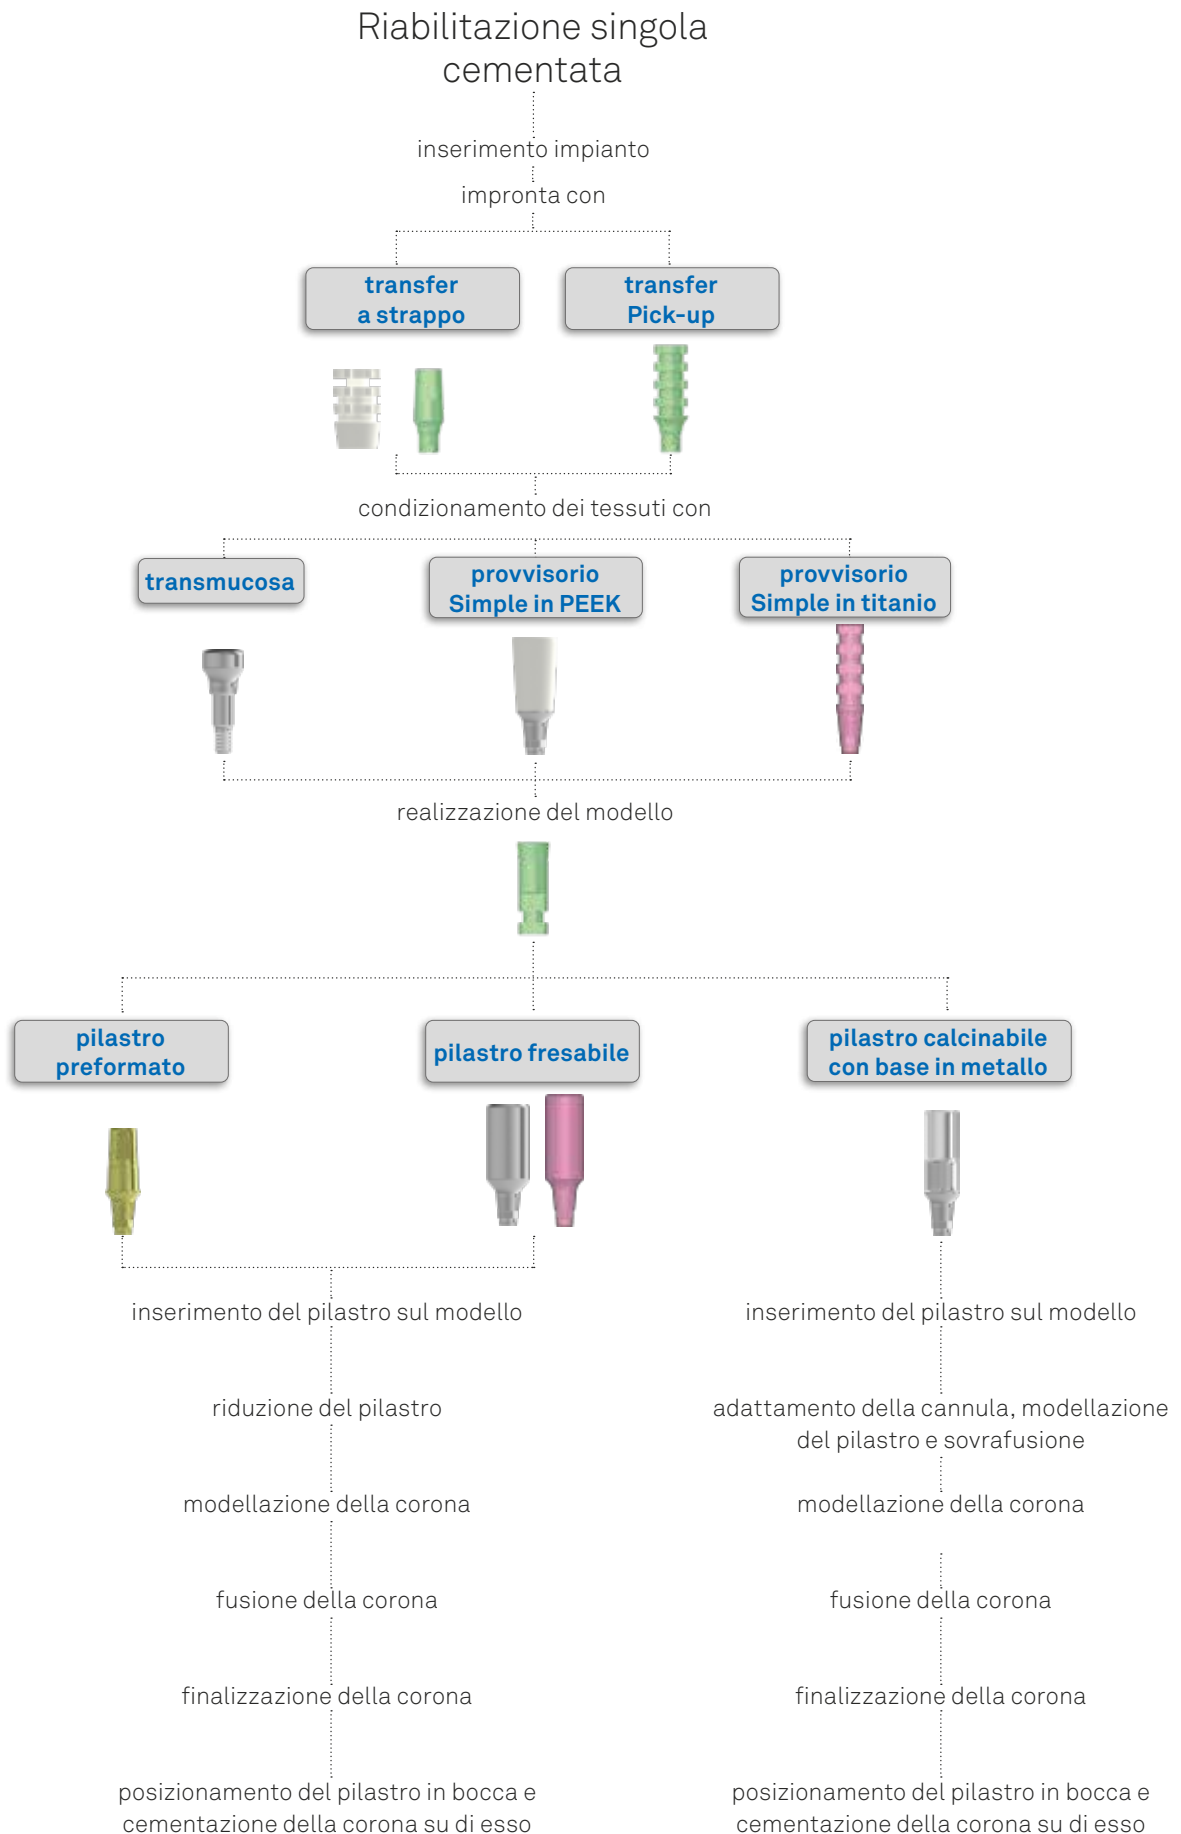 Riabilitazione singola
cementata
inserimento impianto
impronta con
transfer
a strappo
transfer
Pick-up
condizionamento dei tessuti con
transmucosa
provvisorio
Simple in PEEK
provvisorio
Simple in titanio
realizzazione del modello
pilastro
preformato
pilastro fresabile
pilastro calcinabile
con base in metallo
inserimento del pilastro sul modello
riduzione del pilastro
modellazione della corona
fusione della corona
finalizzazione della corona
posizionamento del pilastro in bocca e
cementazione della corona su di esso
inserimento del pilastro sul modello
adattamento della cannula, modellazione
del pilastro e sovrafusione
modellazione della corona
fusione della corona
finalizzazione della corona
posizionamento del pilastro in bocca e
cementazione della corona su di esso